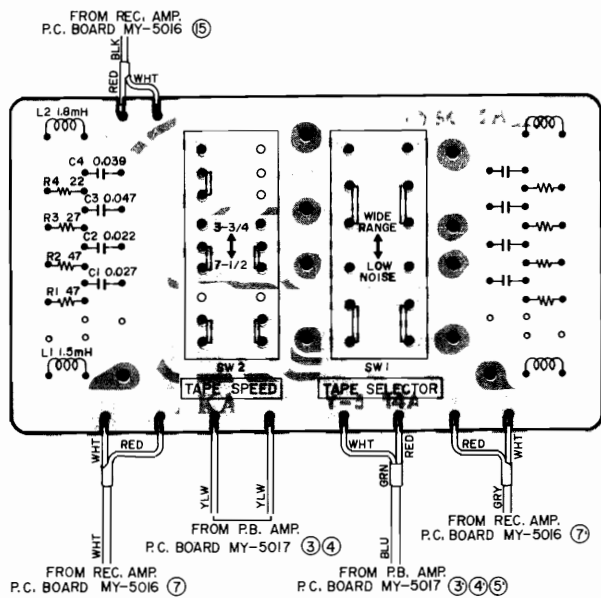 FROM REC. AMP.
P.C. BOARD MY-5016 ⑮
BLK
RED
WHT
L2 1.8mH
C4 0.039
R4 22
C3 0.047
R3 27
C2 0.022
R2 47
C1 0.027
R1 47
L1 1.5mH
3-3/4
7-1/2
WIDE
RANGE
LOW
NOISE
SW2
SW1
TAPE SPEED
TAPE SELECTOR
WHT
RED
YLW
YLW
WHT
RED
GRN
RED
WHT
GRY
WHT
BLU
FROM P.B. AMP.
P.C. BOARD MY-5017 ③④
FROM REC. AMP.
P.C. BOARD MY-5016 ⑦'
FROM REC. AMP.
P.C. BOARD MY-5016 ⑦
FROM P.B. AMP.
P.C. BOARD MY-5017 ③'④'⑤'